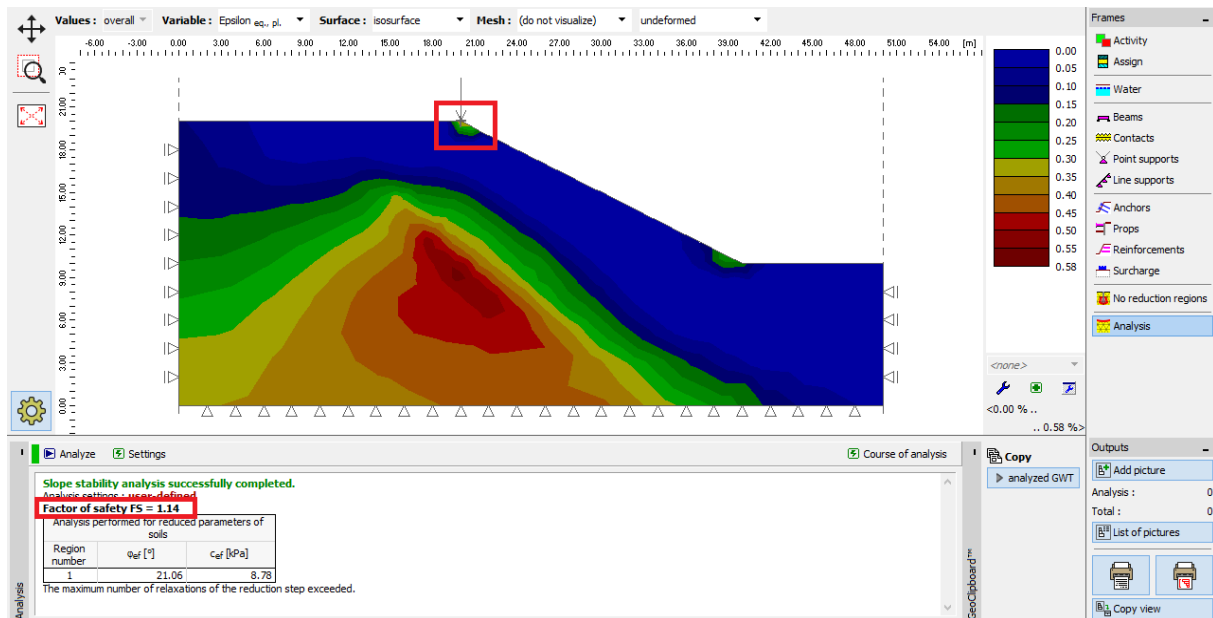 Values : overall Variable : Epsilon eq., pl. Surface : isosurface Mesh : (do not visualize) undeformed
-6.00 -3.00 0.00 3.00 6.00 9.00 12.00 15.00 18.00 21.00 24.00 27.00 30.00 33.00 36.00 39.00 42.00 45.00 48.00 51.00 54.00 [m]
30
21.00
18.00
15.00
12.00
9.00
6.00
3.00
0.00
0.00
0.05
0.10
0.15
0.20
0.25
0.30
0.35
0.40
0.45
0.50
0.55
0.58
<none>
<0.00 % ..
.. 0.58 %>
Frames
Activity
Assign
Water
Beams
Contacts
Point supports
Line supports
Anchors
Props
Reinforcements
Surcharge
No reduction regions
Analysis
Analyze Settings Course of analysis
Slope stability analysis successfully completed.
Analysis settings : user-defined
Factor of safety FS = 1.14
Analysis performed for reduced parameters of
soils
Region
number φef [°] cef [kPa]
1 21.06 8.78
The maximum number of relaxations of the reduction step exceeded.
Analysis
GeoClipboard™
Copy
analyzed GWT
Outputs
Add picture
Analysis : 0
Total : 0
List of pictures
Copy view